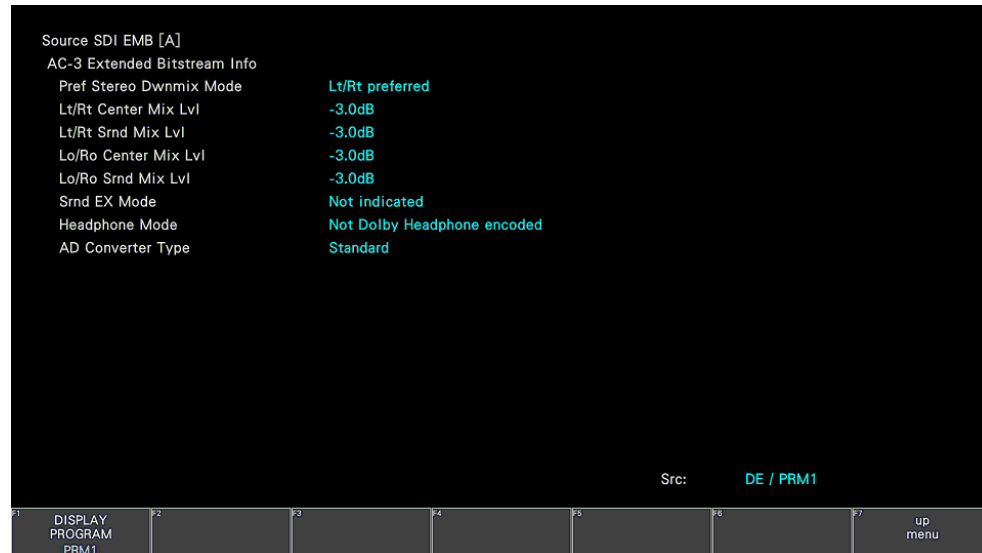 Source SDI EMB [A]
AC-3 Extended Bitstream Info
Pref Stereo Dwnmix Mode Lt/Rt preferred
Lt/Rt Center Mix Lvl -3.0dB
Lt/Rt Srnd Mix Lvl -3.0dB
Lo/Ro Center Mix Lvl -3.0dB
Lo/Ro Srnd Mix Lvl -3.0dB
Srnd EX Mode Not indicated
Headphone Mode Not Dolby Headphone encoded
AD Converter Type Standard
Src: DE / PRM1
F1 F2 F3 F4 F5 F6 F7
DISPLAY up
PROGRAM menu
PRM1